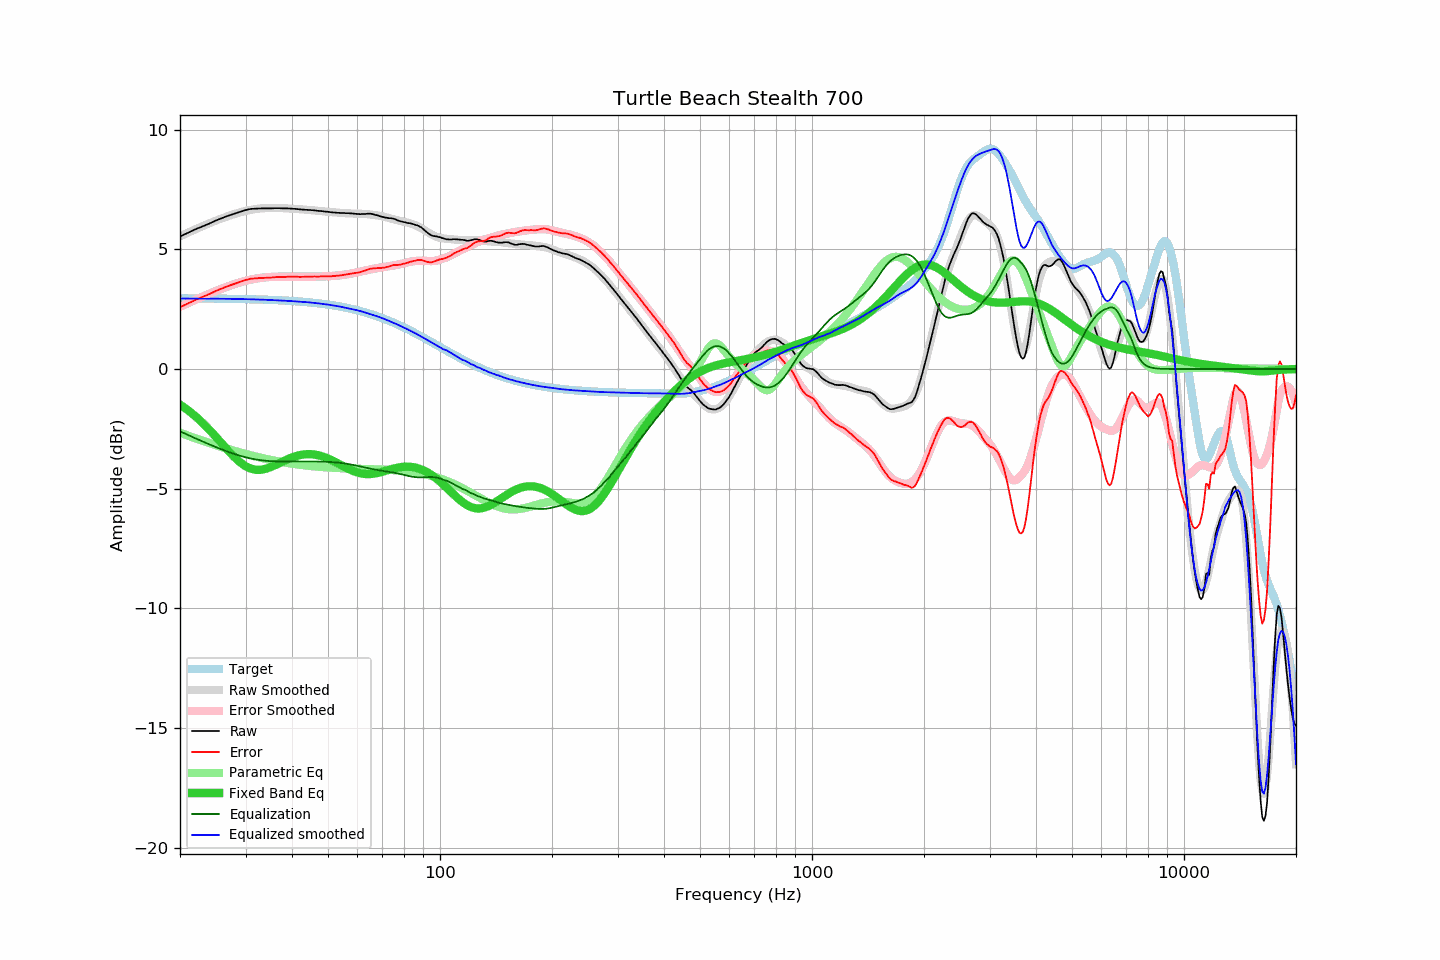 Turtle Beach Stealth 700
10
5
0
−5
−10
−15
−20
Amplitude (dBr)
Target
Raw Smoothed
Error Smoothed
Raw
Error
Parametric Eq
Fixed Band Eq
Equalization
Equalized smoothed
100 1000 10000
Frequency (Hz)